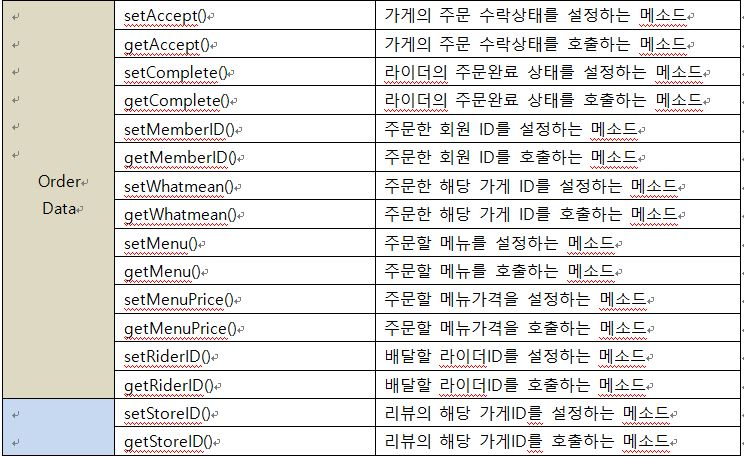 setAccept() 가게의 주문 수락상태를 설정하는 메소드
getAccept() 가게의 주문 수락상태를 호출하는 메소드
setComplete() 라이더의 주문완료 상태를 설정하는 메소드
getComplete() 라이더의 주문완료 상태를 호출하는 메소드
setMemberID() 주문한 회원 ID를 설정하는 메소드
getMemberID() 주문한 회원 ID를 호출하는 메소드
Order
Data
setWhatmean() 주문한 해당 가게 ID를 설정하는 메소드
getWhatmean() 주문한 해당 가게 ID를 호출하는 메소드
setMenu() 주문할 메뉴를 설정하는 메소드
getMenu() 주문할 메뉴를 호출하는 메소드
setMenuPrice() 주문할 메뉴가격을 설정하는 메소드
getMenuPrice() 주문할 메뉴가격을 호출하는 메소드
setRiderID() 배달할 라이더ID를 설정하는 메소드
getRiderID() 배달할 라이더ID를 호출하는 메소드
setStoreID() 리뷰의 해당 가게ID를 설정하는 메소드
getStoreID() 리뷰의 해당 가게ID를 호출하는 메소드